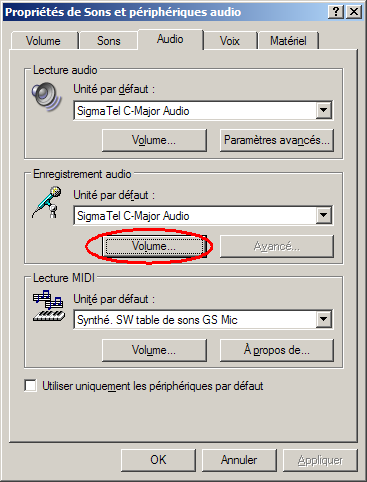 Propriétés de Sons et périphériques audio
Volume
Sons
Audio
Voix
Matériel
Lecture audio
Unité par défaut :
SigmaTel C-Major Audio
Volume...
Paramètres avancés...
Enregistrement audio
Unité par défaut :
SigmaTel C-Major Audio
Volume...
Avancé...
Lecture MIDI
Unité par défaut :
Synthé. SW table de sons GS Mic
Volume...
À propos de...
Utiliser uniquement les périphériques par défaut
OK
Annuler
Appliquer